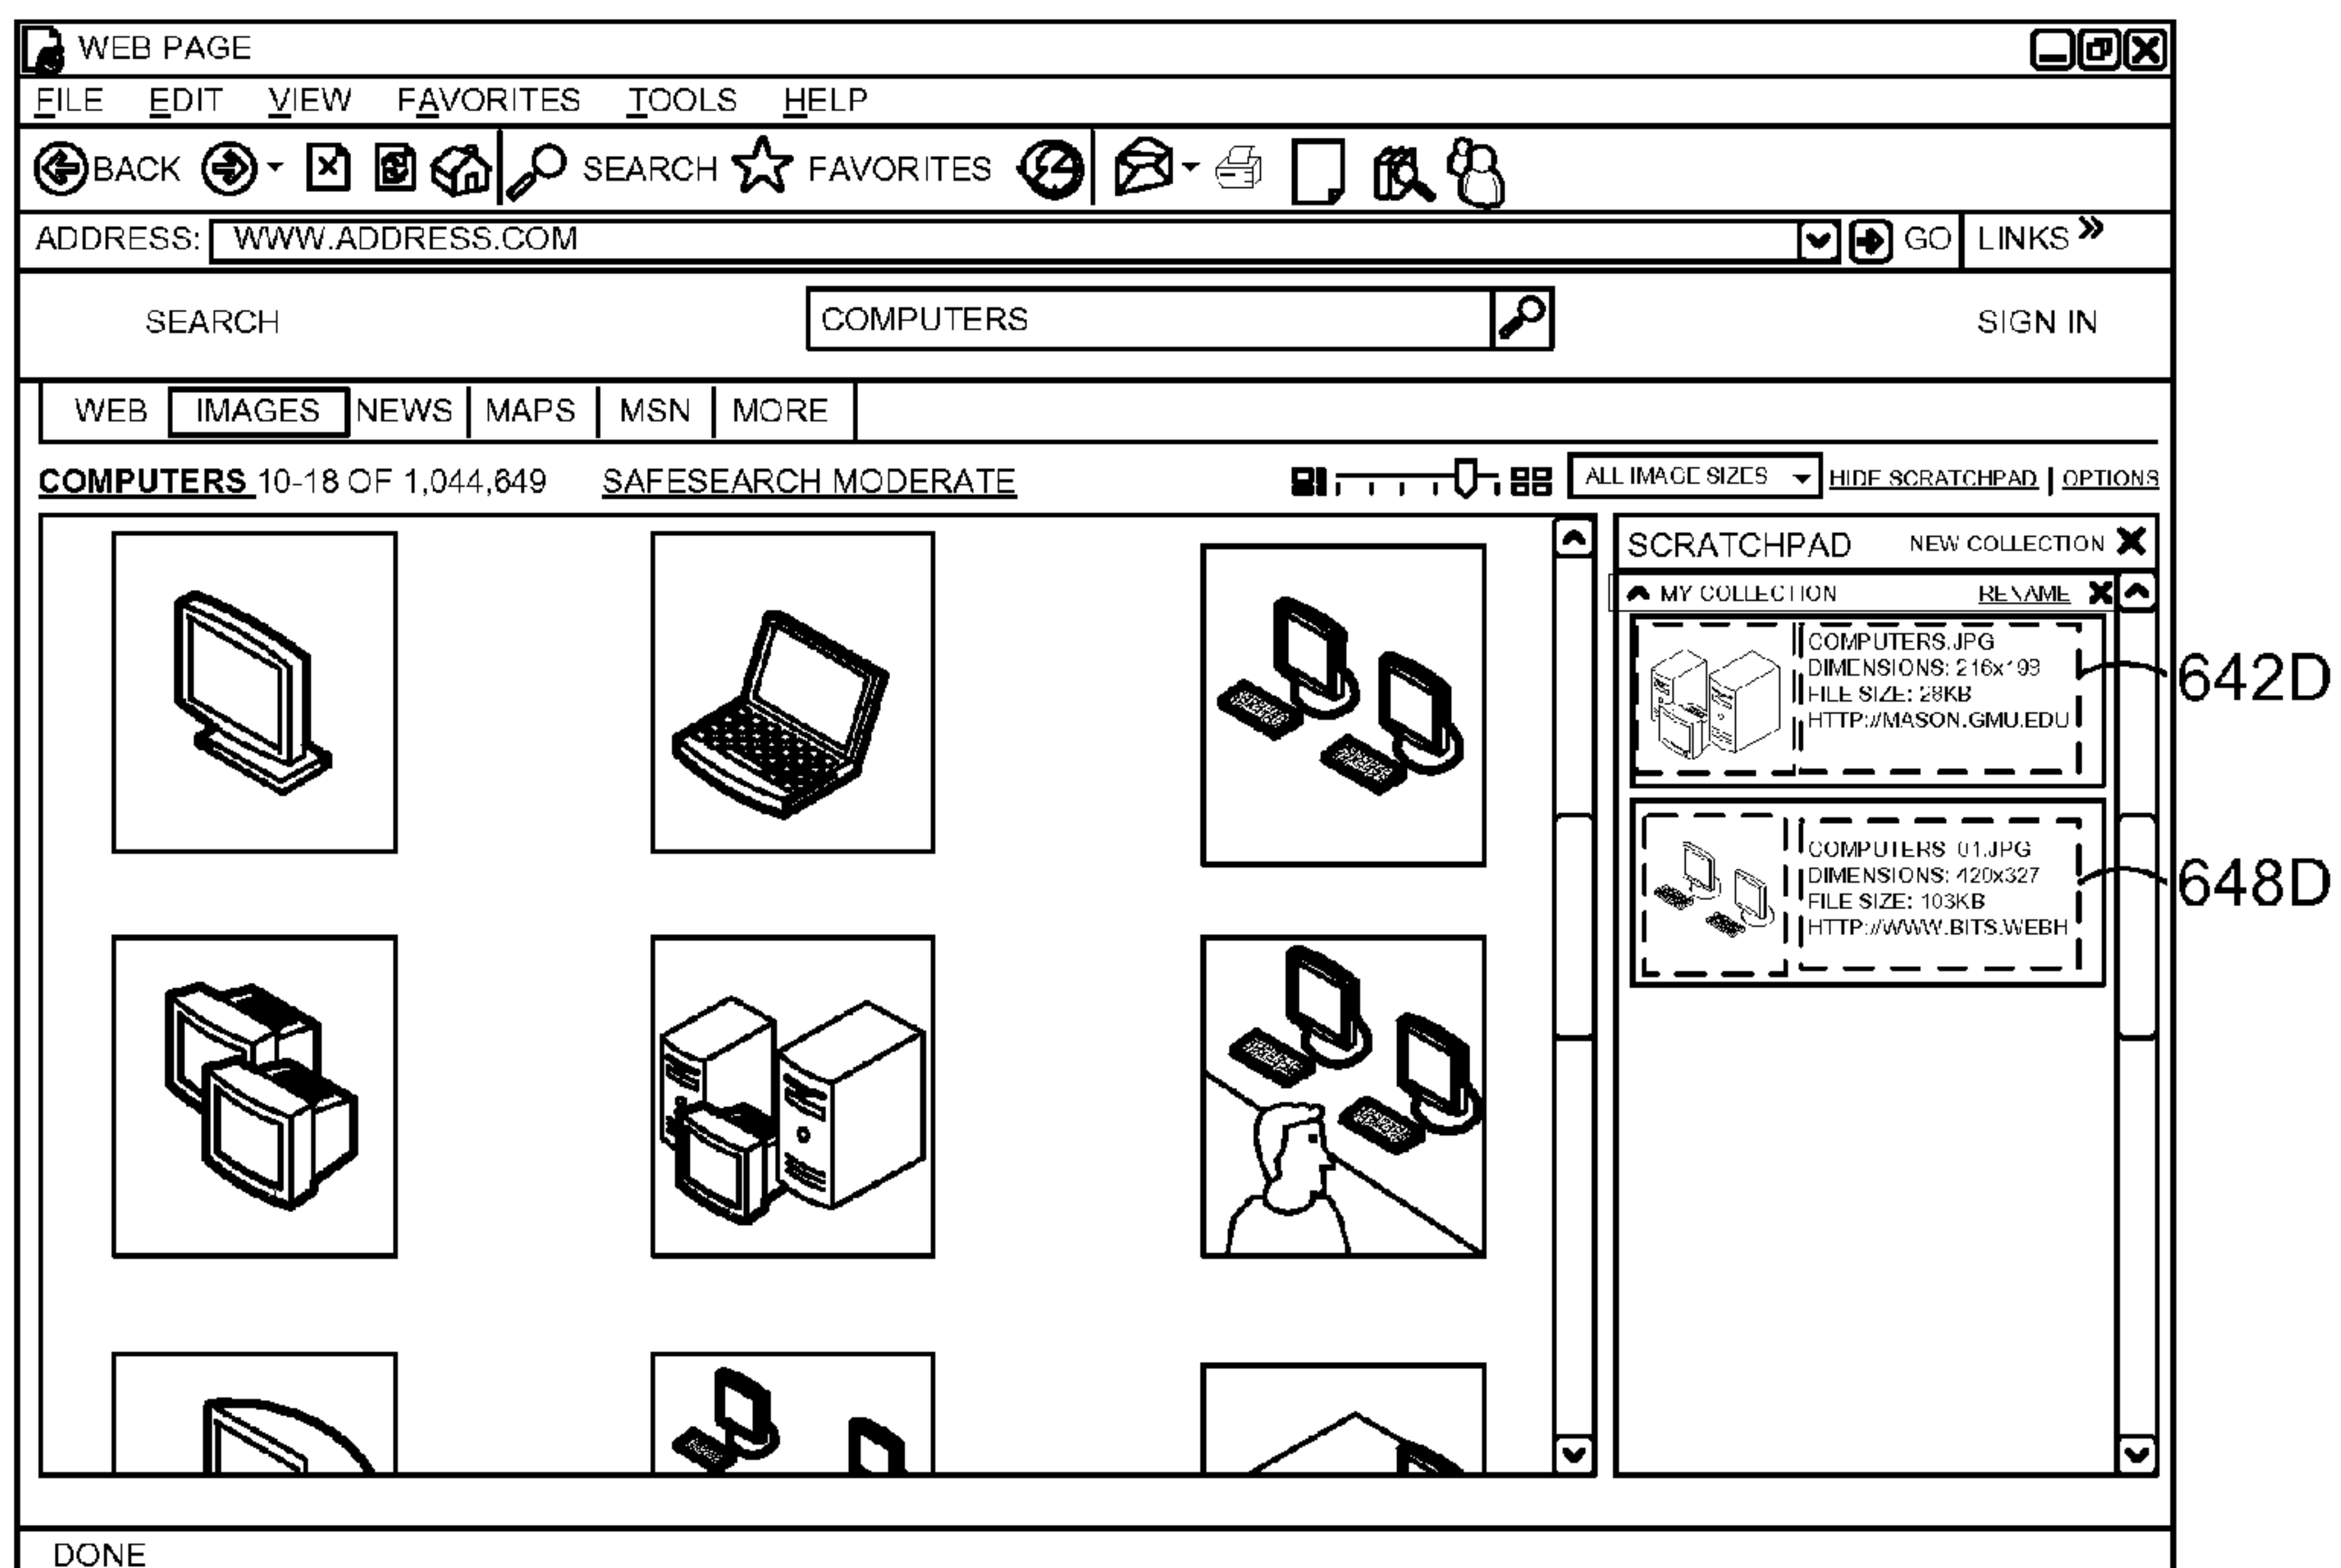 WEB PAGE
FILE EDIT VIEW FAVORITES TOOLS HELP
BACK SEARCH FAVORITES
ADDRESS: WWW.ADDRESS.COM GO LINKS »
SEARCH COMPUTERS SIGN IN
WEB IMAGES NEWS MAPS MSN MORE
COMPUTERS 10-18 OF 1,044,649 SAFESEARCH MODERATE ALL IMAGE SIZES HIDE SCRATCHPAD | OPTIONS
SCRATCHPAD NEW COLLECTION
MY COLLECTION RENAME
COMPUTERS.JPG
DIMENSIONS: 216x193
FILE SIZE: 28KB
HTTP://MASON.GMU.EDU
642D
COMPUTERS 01.JPG
DIMENSIONS: 420x327
FILE SIZE: 103KB
HTTP://WWW.BITS.WEBH
648D
DONE